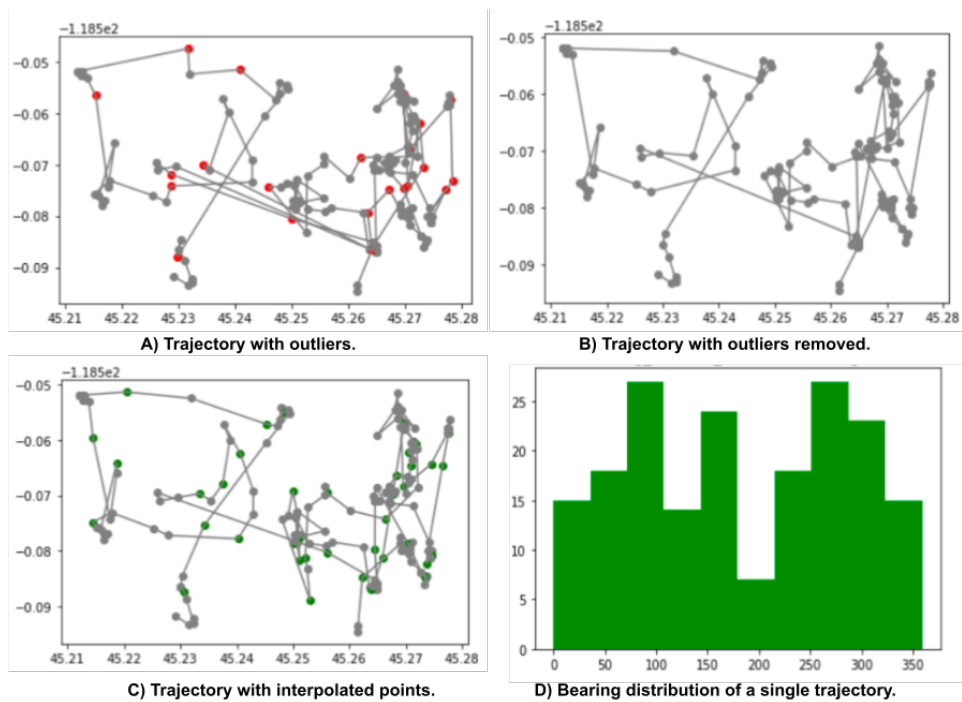 −1.185e2
−0.05
−0.06
−0.07
−0.08
−0.09
45.21 45.22 45.23 45.24 45.25 45.26 45.27 45.28
A) Trajectory with outliers.
−1.185e2
−0.05
−0.06
−0.07
−0.08
−0.09
45.21 45.22 45.23 45.24 45.25 45.26 45.27 45.28
B) Trajectory with outliers removed.
−1.185e2
−0.05
−0.06
−0.07
−0.08
−0.09
45.21 45.22 45.23 45.24 45.25 45.26 45.27 45.28
C) Trajectory with interpolated points.
25
20
15
10
5
0
0 50 100 150 200 250 300 350
D) Bearing distribution of a single trajectory.